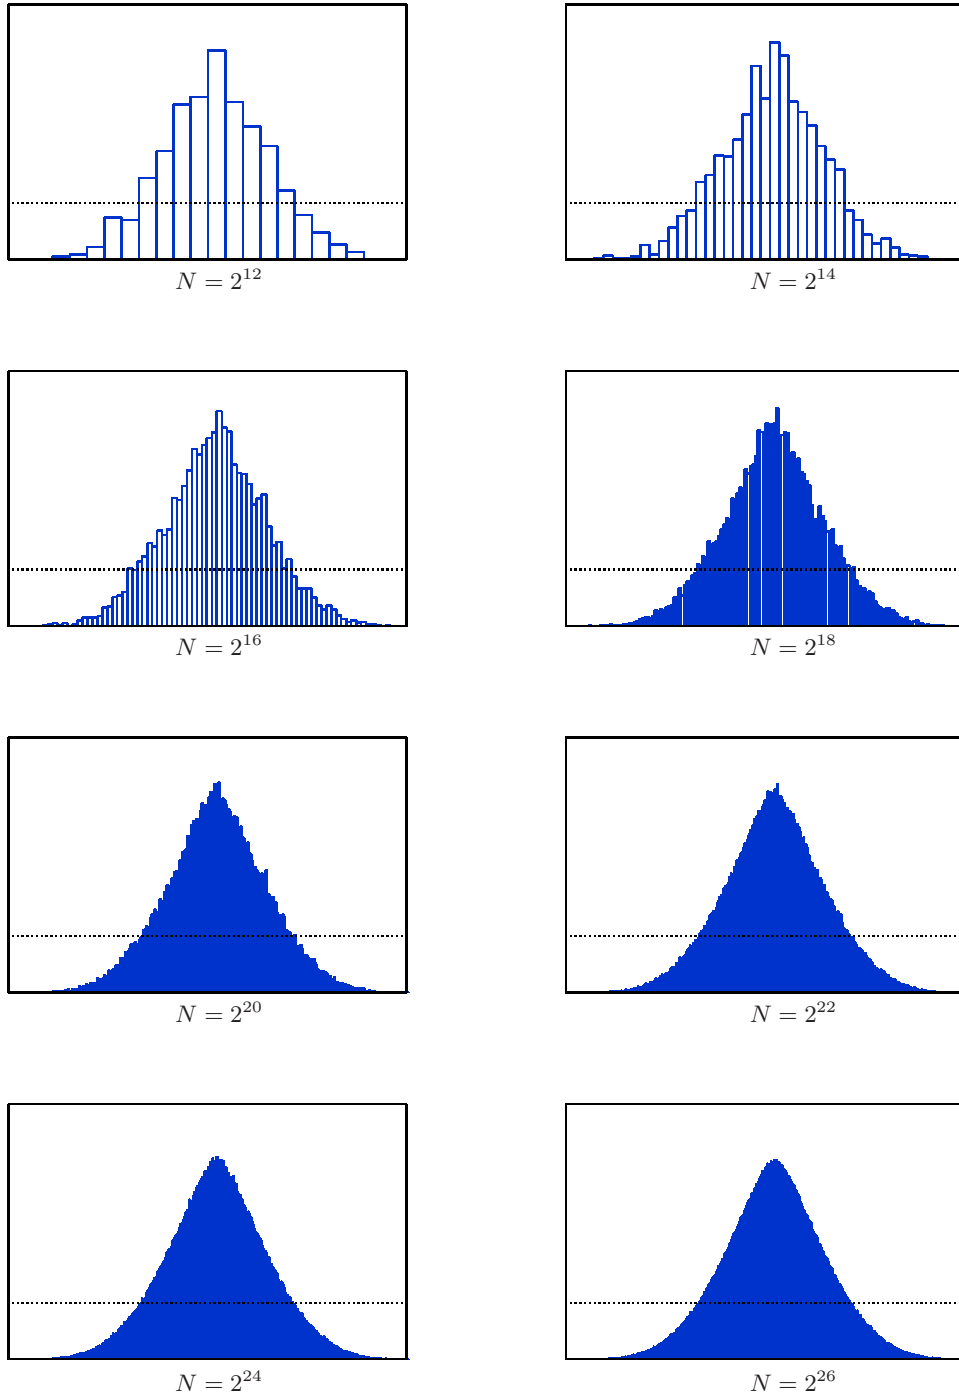 N = 2^12
N = 2^14
N = 2^16
N = 2^18
N = 2^20
N = 2^22
N = 2^24
N = 2^26